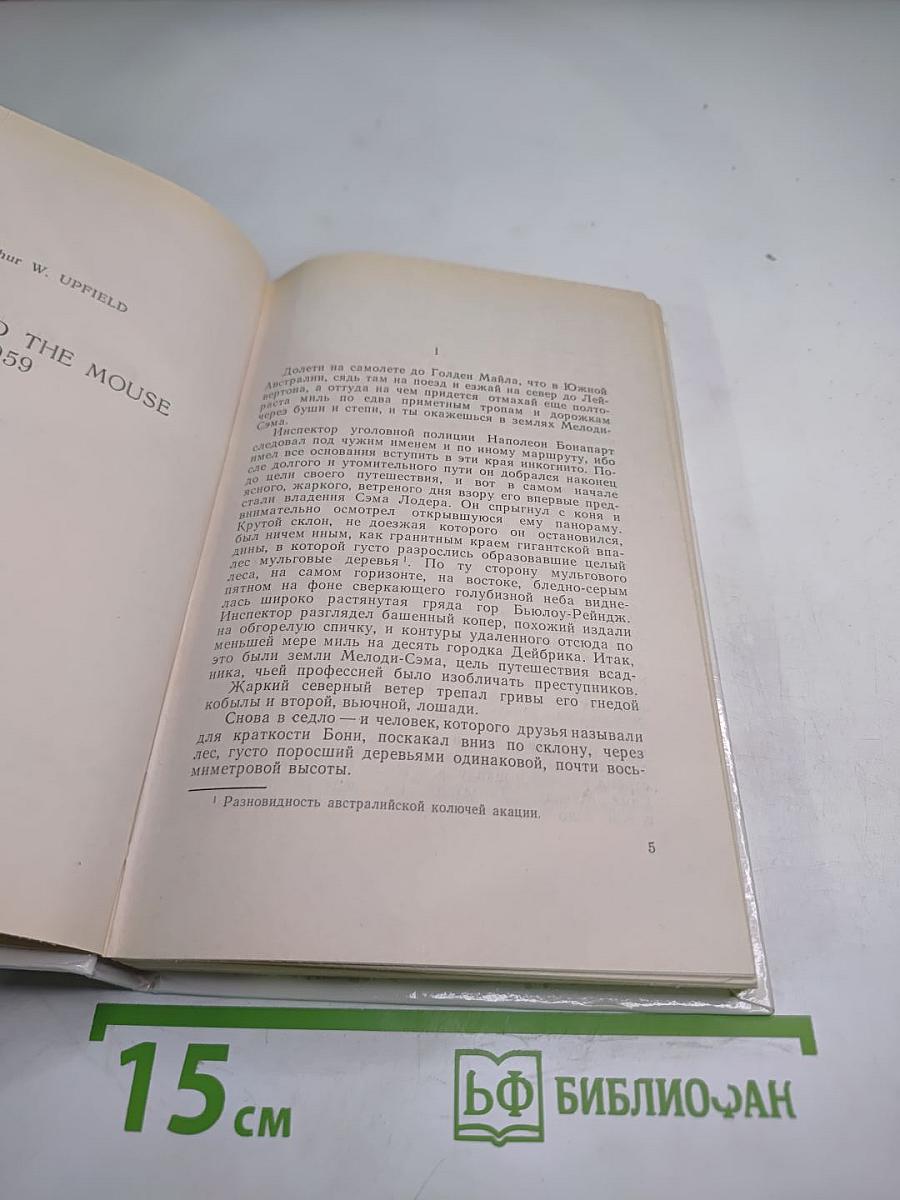 hur W. UPFIELD
D THE MOUSE
959
1
Долети на самолете до Голден Майла, что в Южной
Австралии, сядь там на поезд и езжай на север до Лей-
вертона, а оттуда на чем придется отмахай еще полто-
раста миль по едва приметным тропам и дорожкам
через буши и степи, и ты окажешься в землях Мелоди-
Сэма.
Инспектор уголовной полиции Наполеон Бонапарт
следовал под чужим именем и по иному маршруту, ибо
имел все основания вступить в эти края инкогнито. По-
сле долгого и утомительного пути он добрался наконец
до цели своего путешествия, и вот в самом начале
ясного, жаркого, ветреного дня взору его впервые пред-
стали владения Сэма Лодера. Он спрыгнул с коня и
внимательно осмотрел открывшуюся ему панораму.
Крутой склон, не доезжая которого он остановился,
был ничем иным, как гранитным краем гигантской впа-
дины, в которой густо разрослись образовавшие целый
лес мульговые деревья¹. По ту сторону мульгового
леса, на самом горизонте, на востоке, бледно-серым
пятном на фоне сверкающего голубизной неба видне-
лась широко растянутая гряда гор Бьюлоу-Рейндж.
Инспектор разглядел башенный копер, похожий издали
на обгорелую спичку, и контуры удаленного отсюда по
меньшей мере миль на десять городка Дейбрика. Итак,
это были земли Мелоди-Сэма, цель путешествия всад-
ника, чьей профессией было изобличать преступников.
Жаркий северный ветер трепал гривы его гнедой
кобылы и второй, вьючной, лошади.
Снова в седло — и человек, которого друзья называли
для краткости Бони, поскакал вниз по склону, через
лес, густо поросший деревьями одинаковой, почти вось-
миметровой высоты.
¹ Разновидность австралийской колючей акации.
5
15 см
ЬФ БИБЛИОФАН